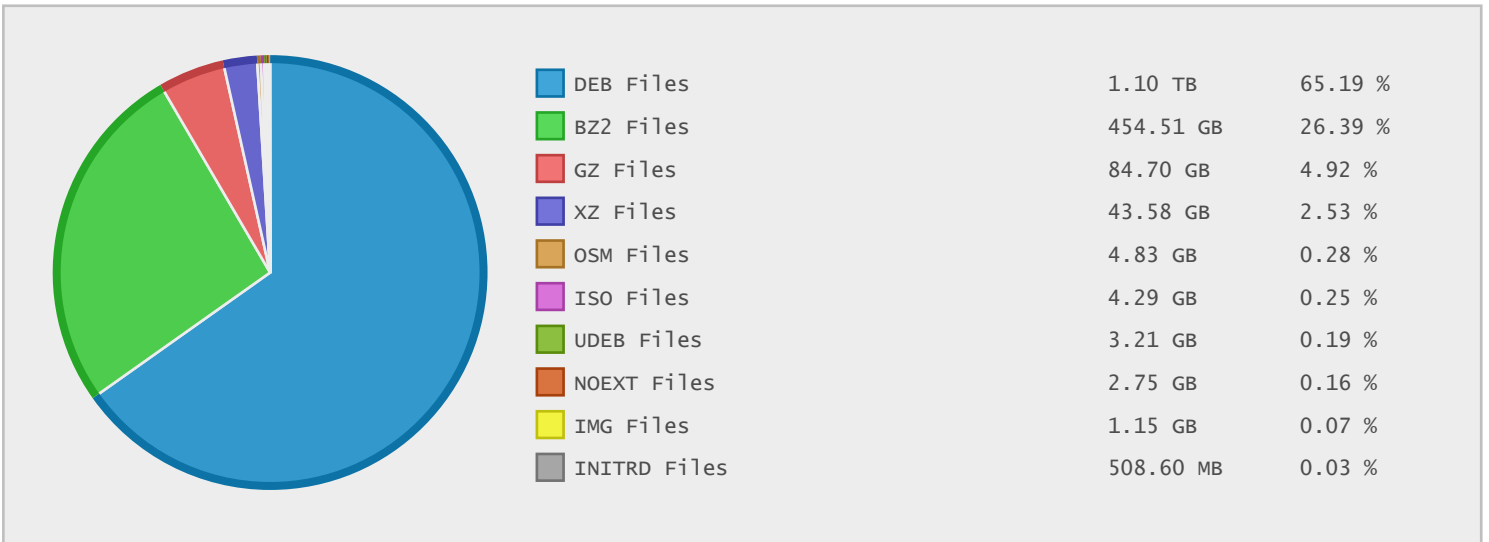 DEB Files 1.10 TB 65.19 %
BZ2 Files 454.51 GB 26.39 %
GZ Files 84.70 GB 4.92 %
XZ Files 43.58 GB 2.53 %
OSM Files 4.83 GB 0.28 %
ISO Files 4.29 GB 0.25 %
UDEB Files 3.21 GB 0.19 %
NOEXT Files 2.75 GB 0.16 %
IMG Files 1.15 GB 0.07 %
INITRD Files 508.60 MB 0.03 %